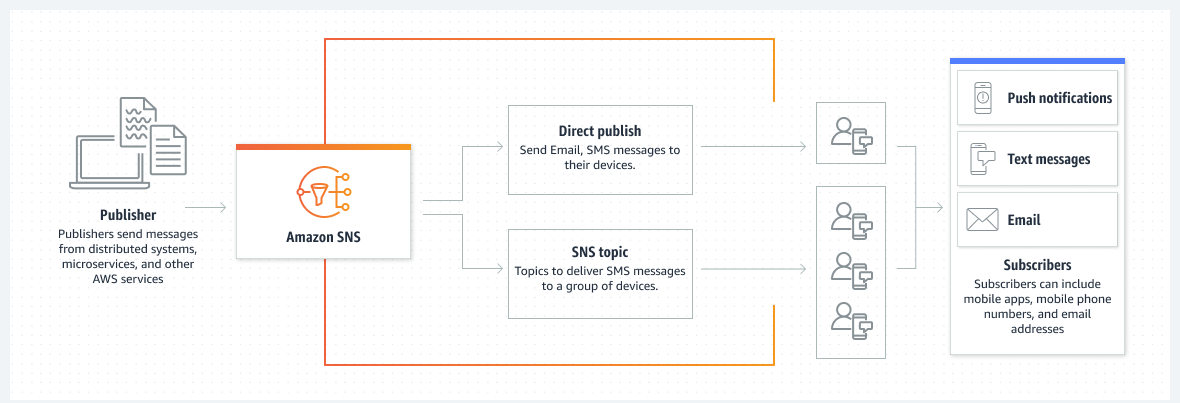 Publisher
Publishers send messages
from distributed systems,
microservices, and other
AWS services
Amazon SNS
Direct publish
Send Email, SMS messages to
their devices.
SNS topic
Topics to deliver SMS messages
to a group of devices.
Push notifications
Text messages
Email
Subscribers
Subscribers can include
mobile apps, mobile phone
numbers, and email
addresses